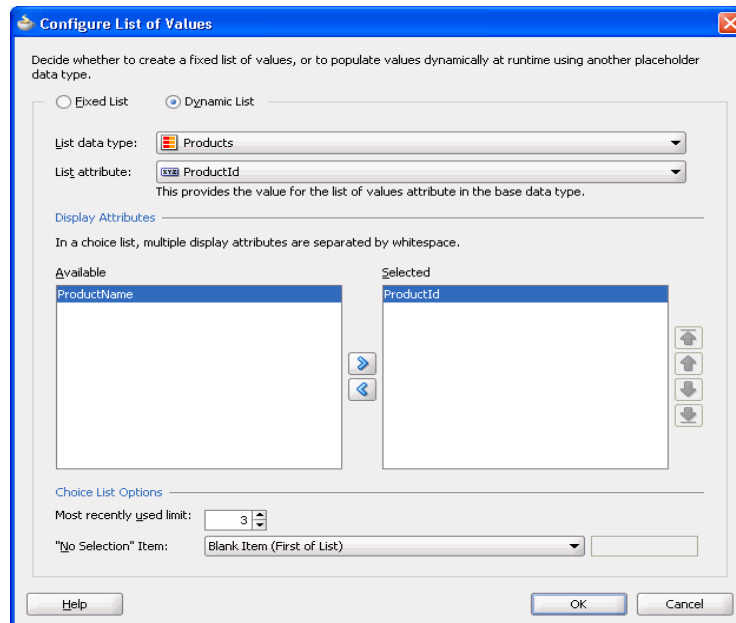 Configure List of Values
Decide whether to create a fixed list of values, or to populate values dynamically at runtime using another placeholder
data type.
Fixed List Dynamic List
List data type: Products
List attribute: XYZ ProductId
This provides the value for the list of values attribute in the base data type.
Display Attributes
In a choice list, multiple display attributes are separated by whitespace.
Available Selected
ProductName ProductId
Choice List Options
Most recently used limit: 3
"No Selection" Item: Blank Item (First of List)
Help OK Cancel